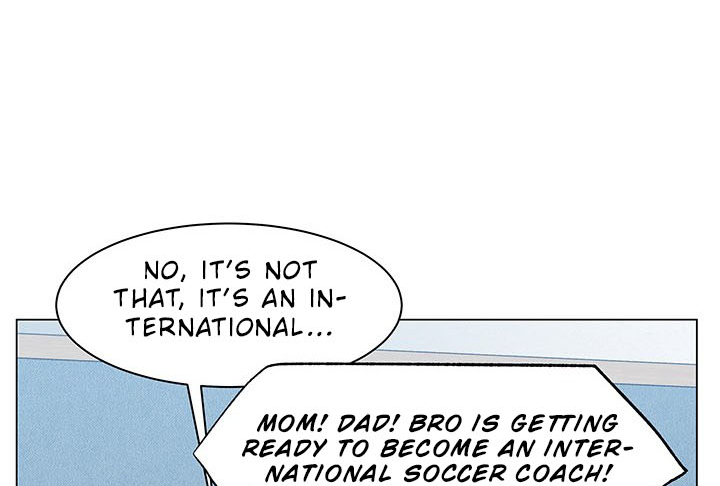 NO, IT'S NOT
THAT, IT'S AN IN-
TERNATIONAL...
MOM! DAD! BRO IS GETTING
READY TO BECOME AN INTER-
NATIONAL SOCCER COACH!